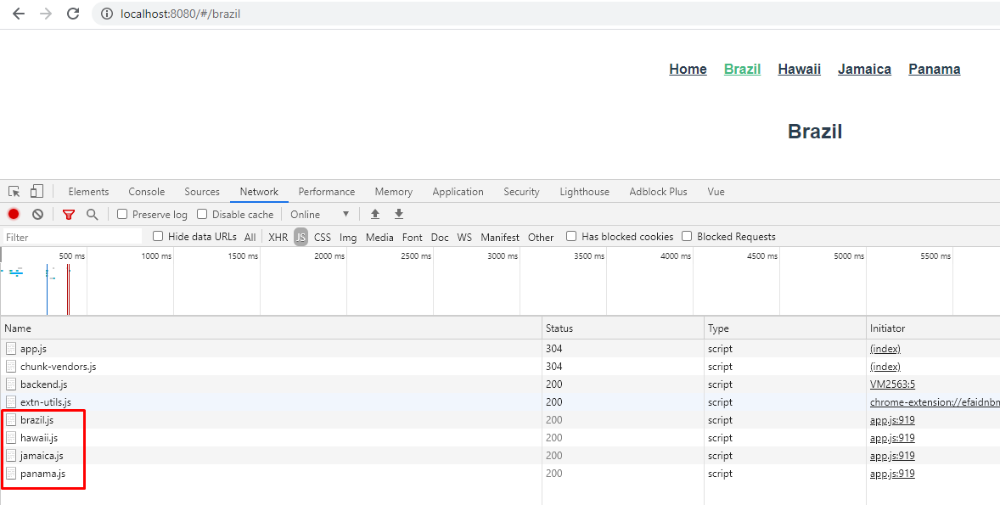 localhost:8080/#/brazil
Home Brazil Hawaii Jamaica Panama
Brazil
Elements Console Sources Network Performance Memory Application Security Lighthouse Adblock Plus Vue
Preserve log Disable cache Online ▼
Filter Hide data URLs All XHR JS CSS Img Media Font Doc WS Manifest Other Has blocked cookies Blocked Requests
500 ms 1000 ms 1500 ms 2000 ms 2500 ms 3000 ms 3500 ms 4000 ms 4500 ms 5000 ms 5500 ms
Name Status Type Initiator
app.js 304 script (index)
chunk-vendors.js 304 script (index)
backend.js 200 script VM2563:5
extn-utils.js 200 script chrome-extension://efaidnbn
brazil.js 200 script app.js:919
hawaii.js 200 script app.js:919
jamaica.js 200 script app.js:919
panama.js 200 script app.js:919